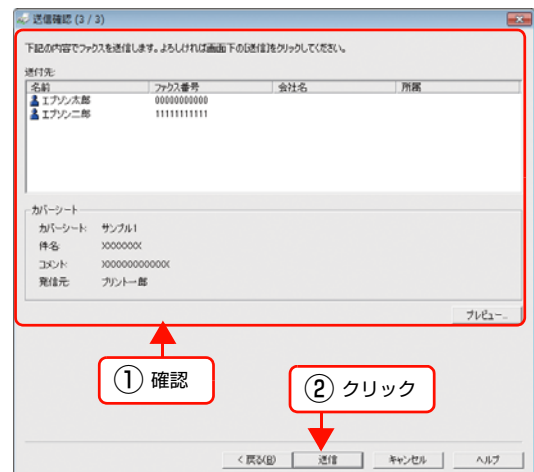 送信確認 (3 / 3)
下記の内容でファクスを送信します。よろしければ画面下の[送信]をクリックしてください。
送付先:
名前 ファクス番号 会社名 所属
エプソン太郎 00000000000
エプソン二郎 11111111111
カバーシート
カバーシート: サンプル1
件名: XXXXXXX
コメント: XXXXXXXXXXXXX
発信元: プリント一郎
プレビュー...
① 確認
② クリック
< 戻る(B) 送信 キャンセル ヘルプ